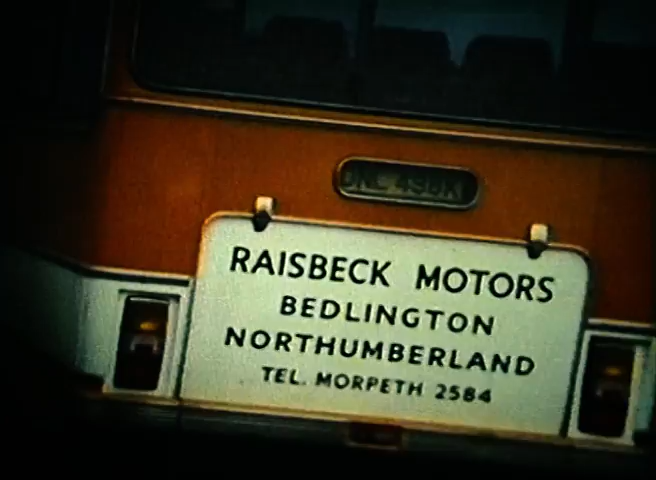 RAISBECK MOTORS
BEDLINGTON
NORTHUMBERLAND
TEL. MORPETH 2584